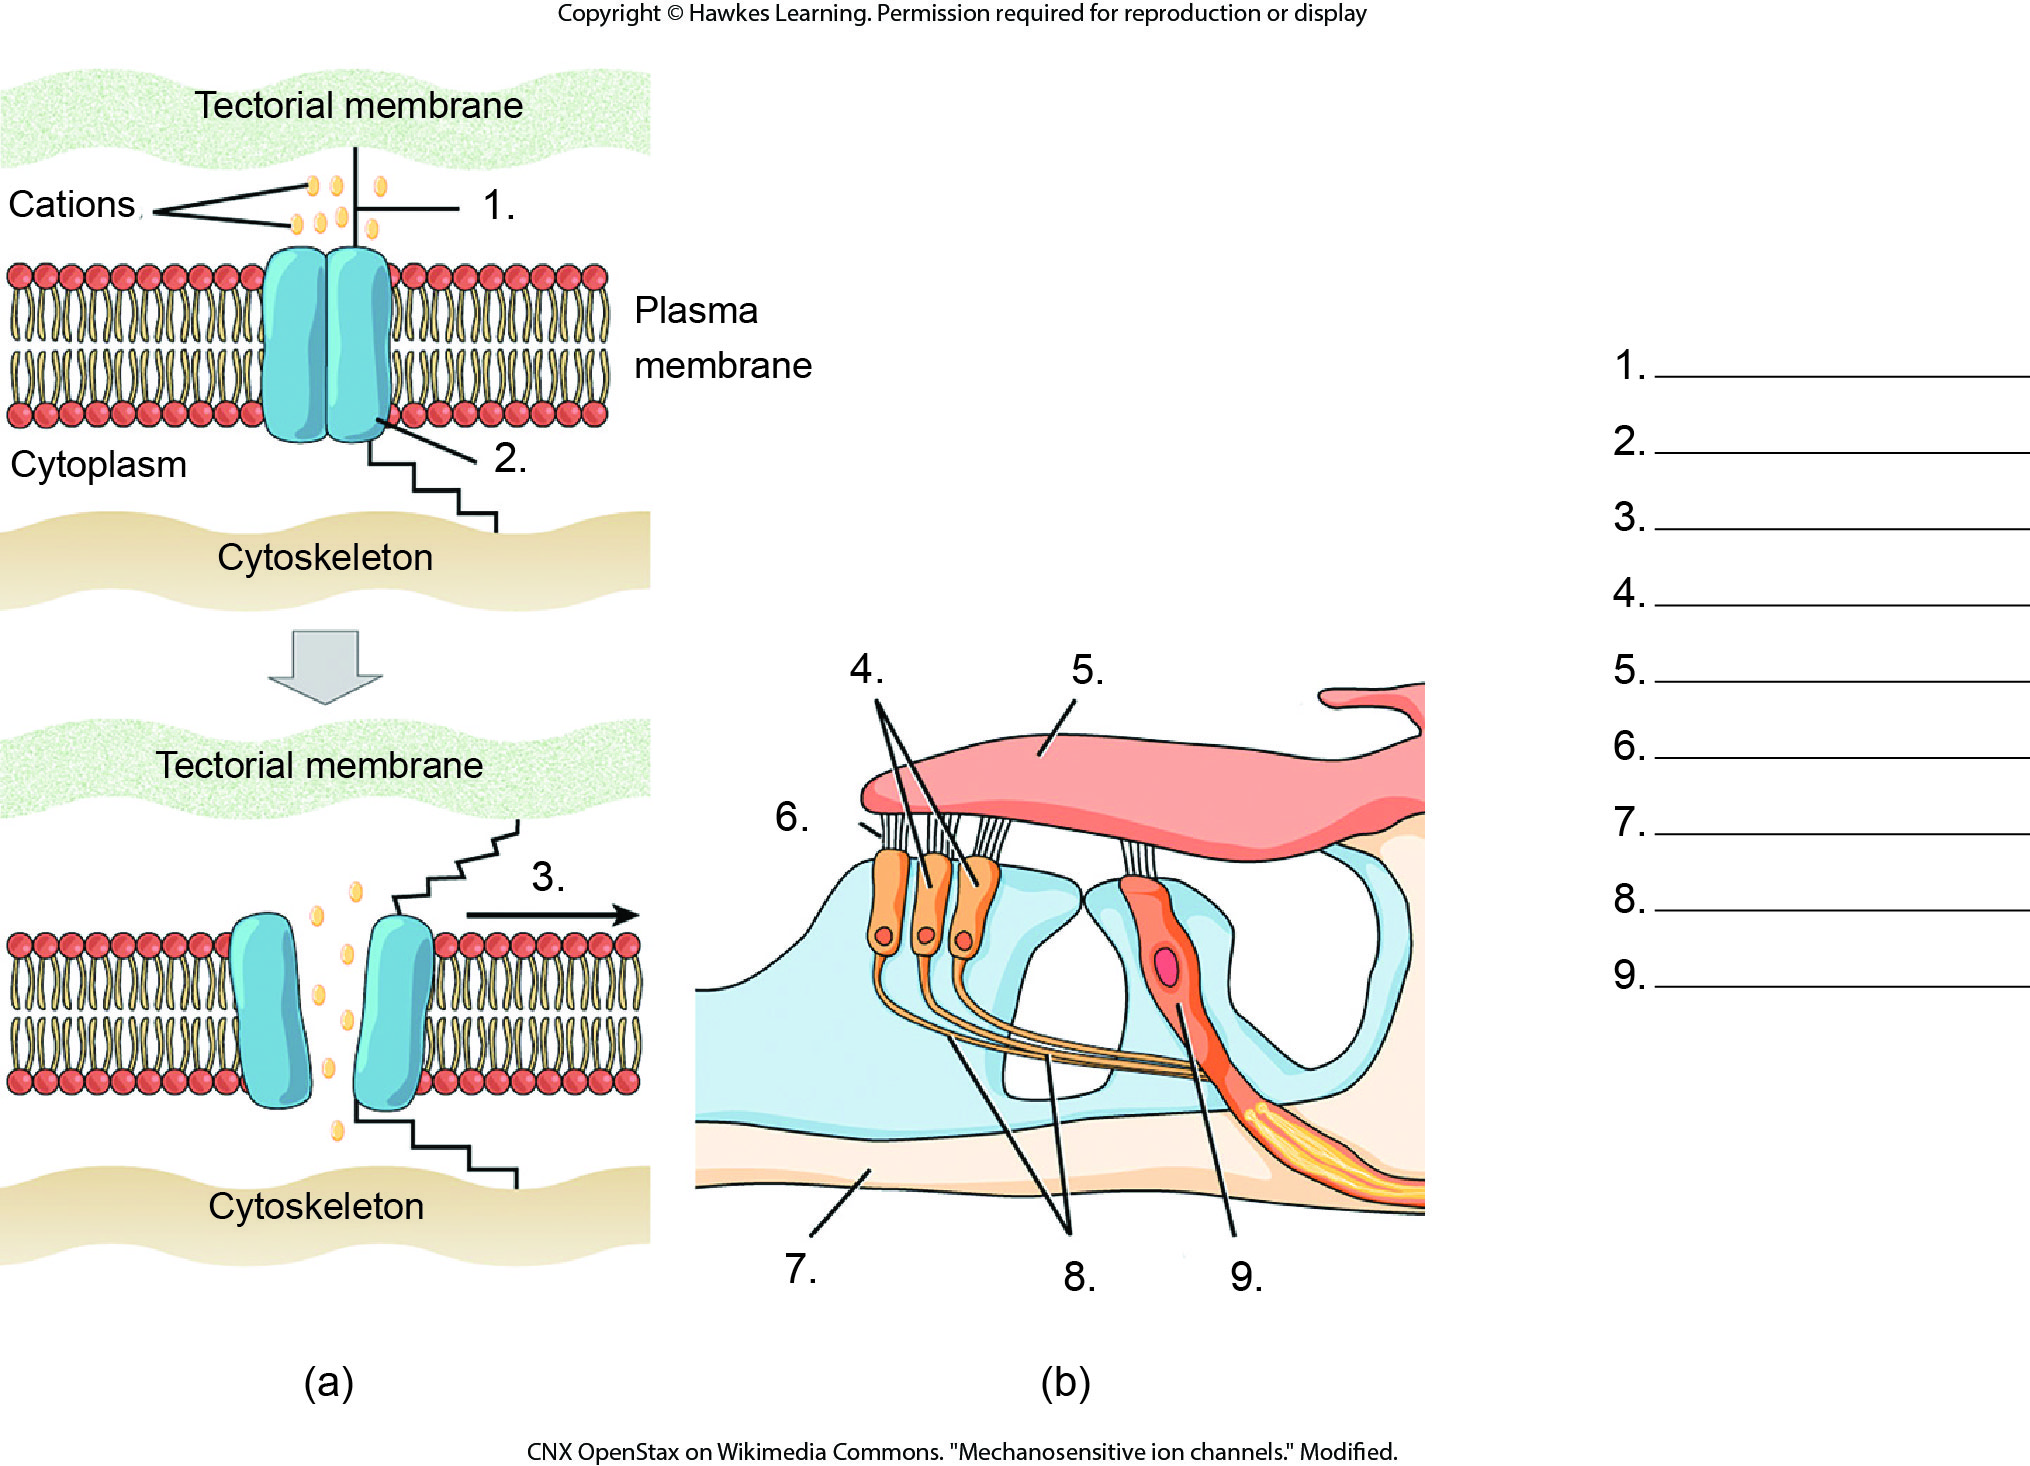 Copyright © Hawkes Learning. Permission required for reproduction or display
Tectorial membrane
Cations
1.
Plasma
membrane
2.
Cytoplasm
Cytoskeleton
Tectorial membrane
3.
Cytoskeleton
(a)
4.
5.
6.
7.
8.
9.
(b)
1.
2.
3.
4.
5.
6.
7.
8.
9.
CNX OpenStax on Wikimedia Commons. "Mechanosensitive ion channels." Modified.